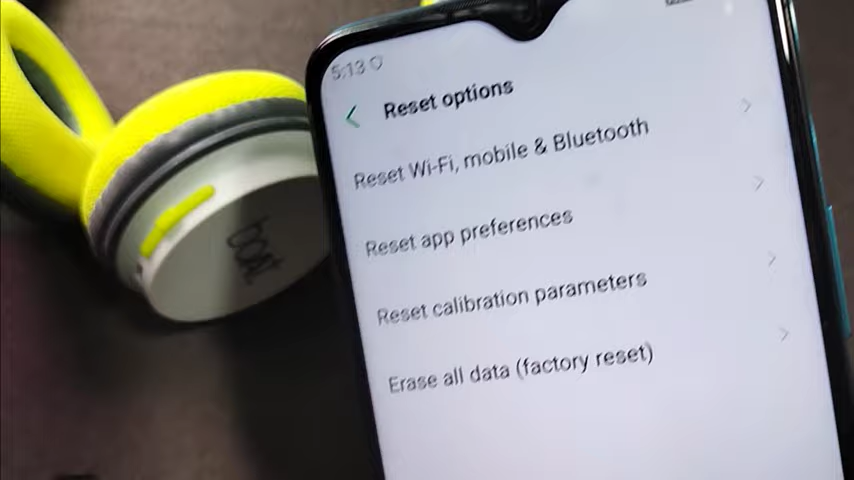 5:13
Reset options
Reset Wi-Fi, mobile & Bluetooth
Reset app preferences
Reset calibration parameters
Erase all data (factory reset)
boAt